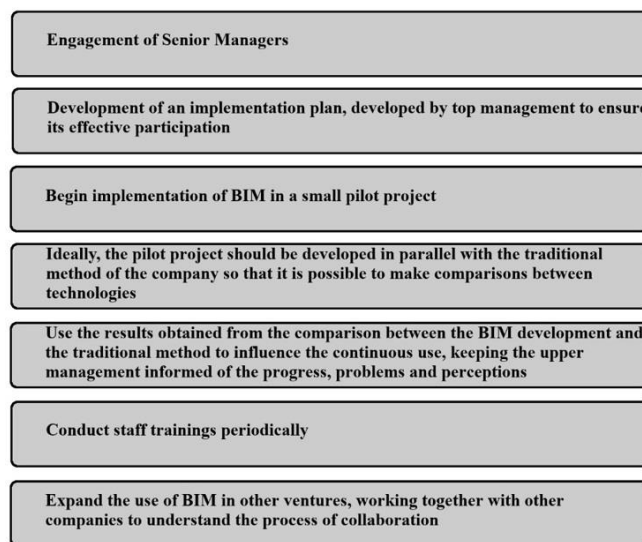 Engagement of Senior Managers
Development of an implementation plan, developed by top management to ensure
its effective participation
Begin implementation of BIM in a small pilot project
Ideally, the pilot project should be developed in parallel with the traditional
method of the company so that it is possible to make comparisons between
technologies
Use the results obtained from the comparison between the BIM development and
the traditional method to influence the continuous use, keeping the upper
management informed of the progress, problems and perceptions
Conduct staff trainings periodically
Expand the use of BIM in other ventures, working together with other
companies to understand the process of collaboration